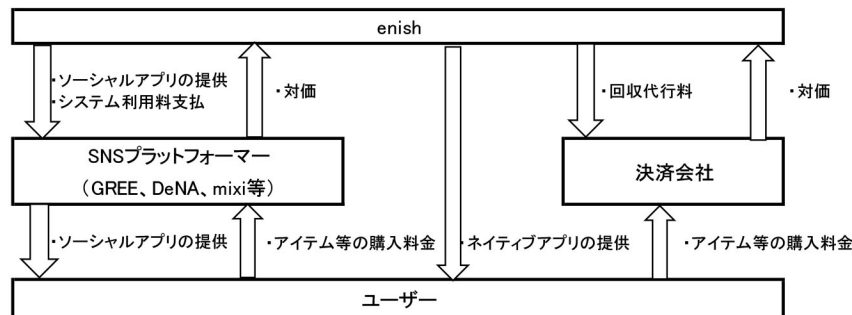 enish
・ソーシャルアプリの提供
・システム利用料支払
・対価
・回収代行料
・対価
SNSプラットフォーマー
（GREE、DeNA、mixi等）
決済会社
・ソーシャルアプリの提供
・アイテム等の購入料金
・ネイティブアプリの提供
・アイテム等の購入料金
ユーザー